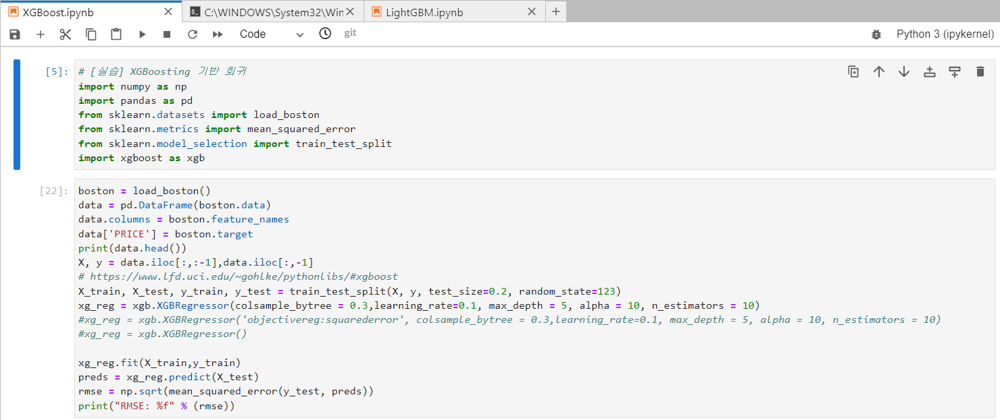 XGBoost.ipynb
C:\WINDOWS\System32\Win
LightGBM.ipynb
Code
git
Python 3 (ipykernel)
[5]:
# [실습] XGBoosting 기반 회귀
import numpy as np
import pandas as pd
from sklearn.datasets import load_boston
from sklearn.metrics import mean_squared_error
from sklearn.model_selection import train_test_split
import xgboost as xgb
[22]:
boston = load_boston()
data = pd.DataFrame(boston.data)
data.columns = boston.feature_names
data['PRICE'] = boston.target
print(data.head())
X, y = data.iloc[:,:-1],data.iloc[:,-1]
# https://www.lfd.uci.edu/~gohlke/pythonlibs/#xgboost
X_train, X_test, y_train, y_test = train_test_split(X, y, test_size=0.2, random_state=123)
xg_reg = xgb.XGBRegressor(colsample_bytree = 0.3,learning_rate=0.1, max_depth = 5, alpha = 10, n_estimators = 10)
#xg_reg = xgb.XGBRegressor('objectivereg:squarederror', colsample_bytree = 0.3,learning_rate=0.1, max_depth = 5, alpha = 10, n_estimators = 10)
#xg_reg = xgb.XGBRegressor()
xg_reg.fit(X_train,y_train)
preds = xg_reg.predict(X_test)
rmse = np.sqrt(mean_squared_error(y_test, preds))
print("RMSE: %f" % (rmse))